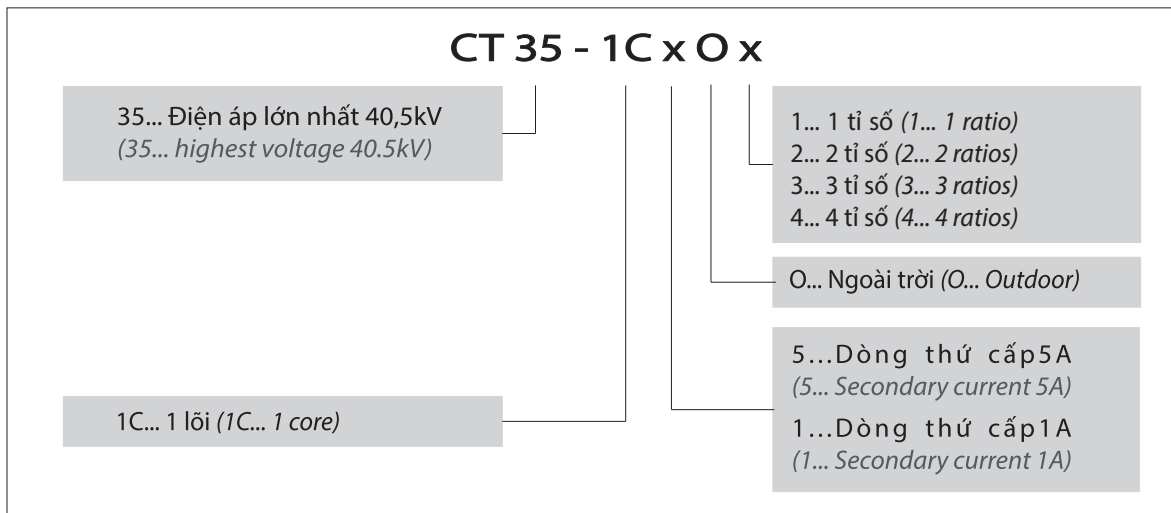 CT 35 - 1C x O x
35... Điện áp lớn nhất 40,5kV
(35... highest voltage 40.5kV)
1C... 1 lõi (1C... 1 core)
1... 1 tỉ số (1... 1 ratio)
2... 2 tỉ số (2... 2 ratios)
3... 3 tỉ số (3... 3 ratios)
4... 4 tỉ số (4... 4 ratios)
O... Ngoài trời (O... Outdoor)
5...Dòng thứ cấp5A
(5... Secondary current 5A)
1...Dòng thứ cấp1A
(1... Secondary current 1A)